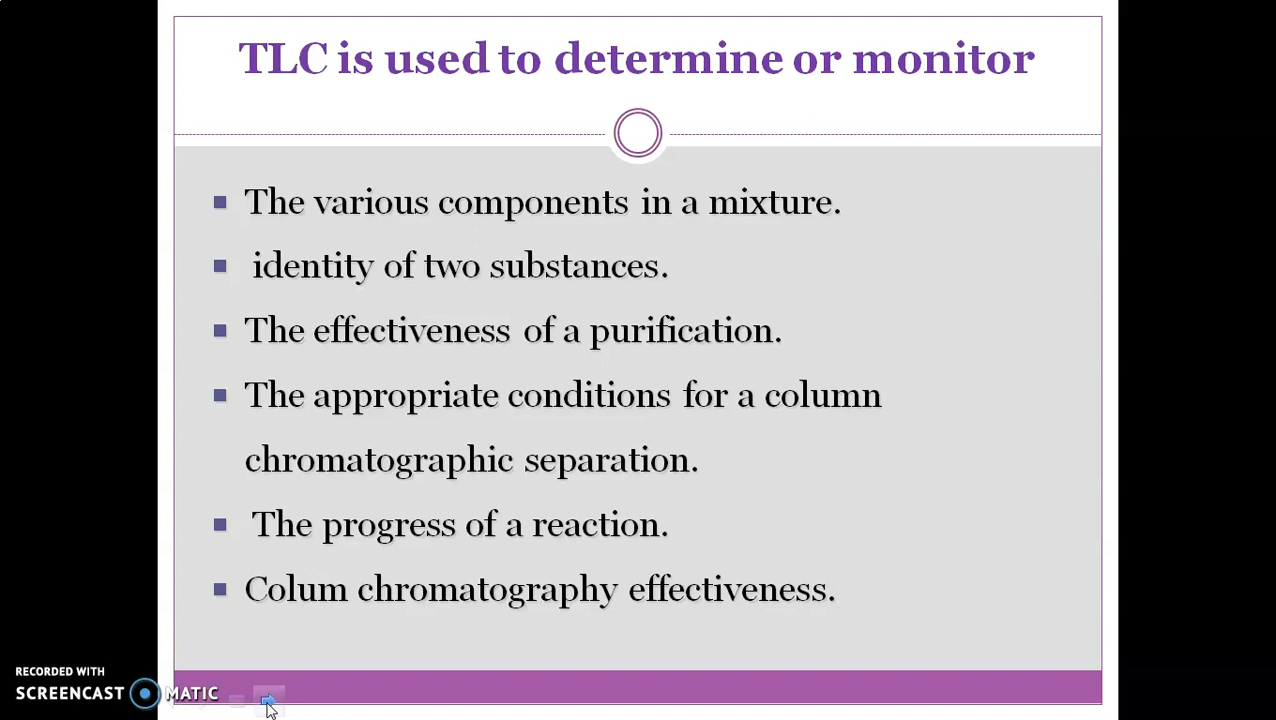 TLC is used to determine or monitor
The various components in a mixture.
identity of two substances.
The effectiveness of a purification.
The appropriate conditions for a column
chromatographic separation.
The progress of a reaction.
Colum chromatography effectiveness.
RECORDED WITH
SCREENCAST MATIC